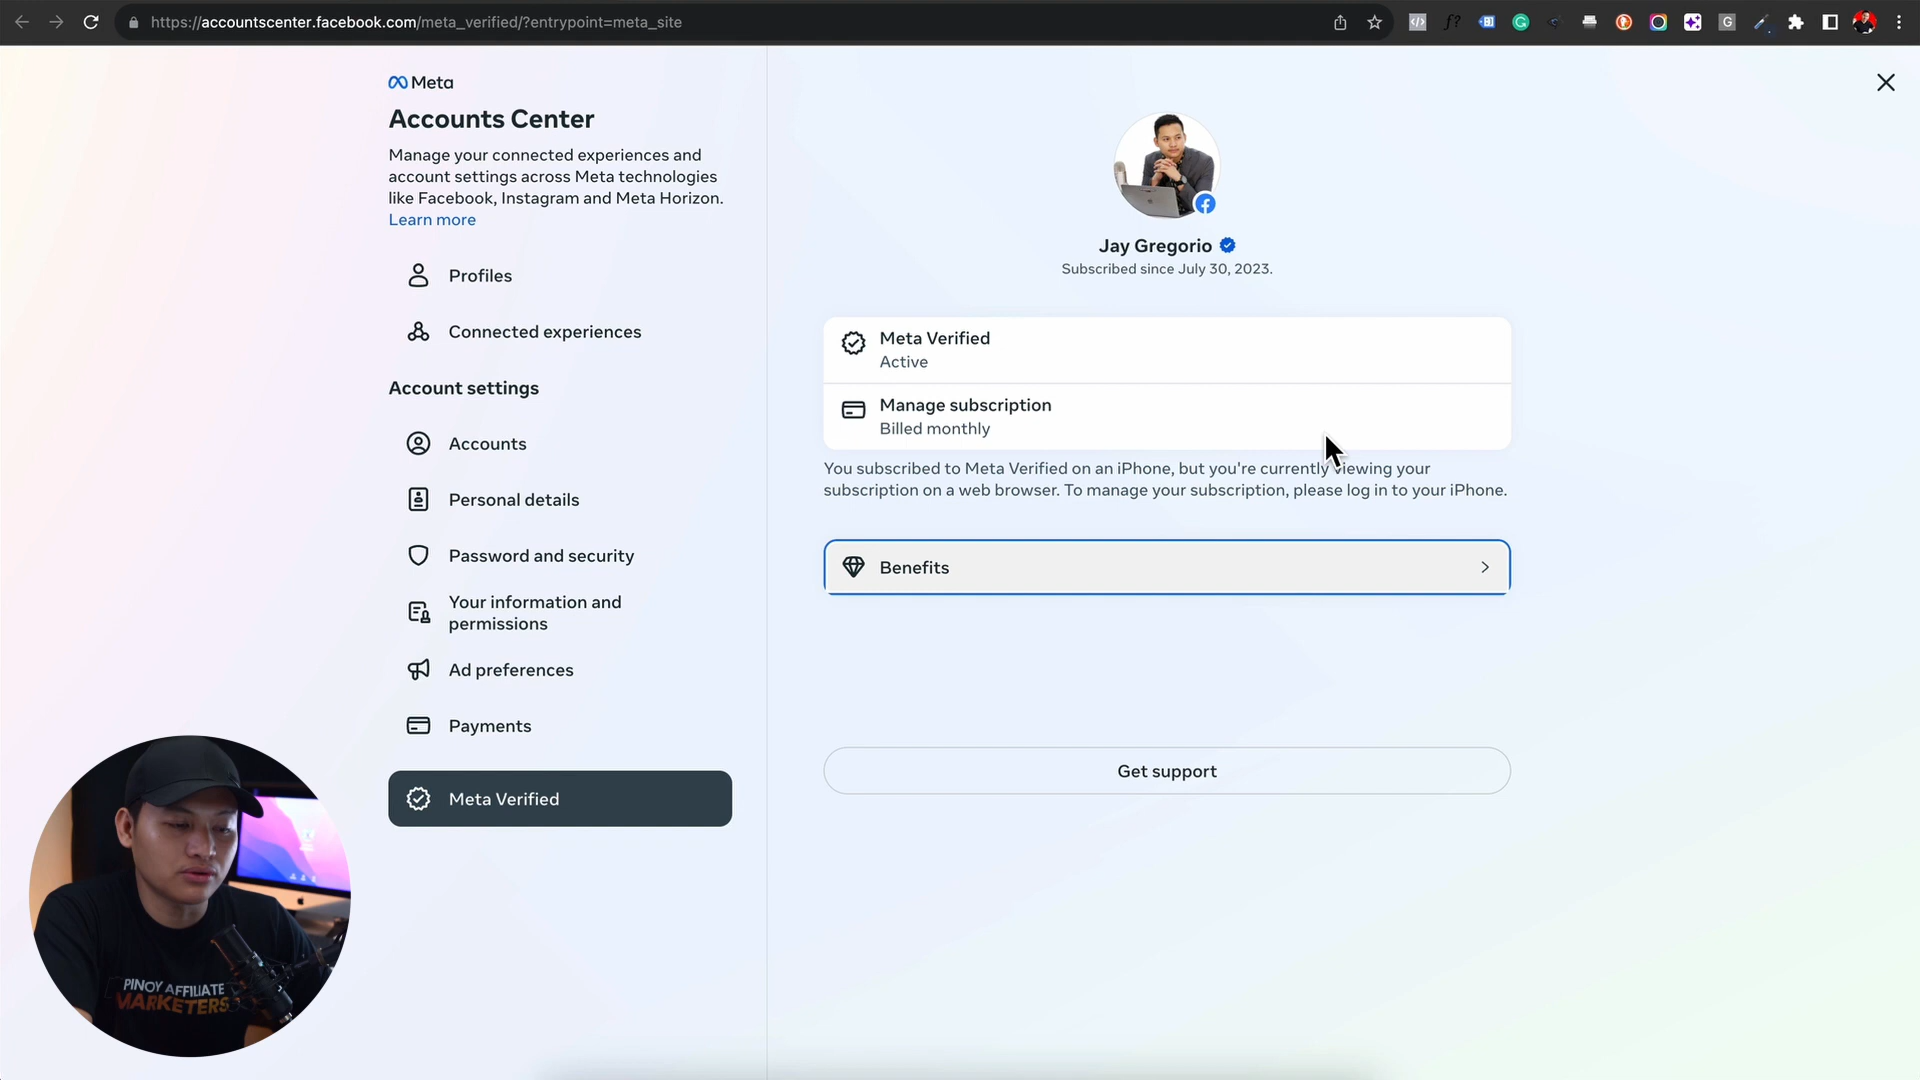 https://accountscenter.facebook.com/meta_verified/?entrypoint=meta_site
Meta
Accounts Center
Manage your connected experiences and
account settings across Meta technologies
like Facebook, Instagram and Meta Horizon.
Learn more
Profiles
Connected experiences
Account settings
Accounts
Personal details
Password and security
Your information and
permissions
Ad preferences
Payments
Meta Verified
Jay Gregorio
Subscribed since July 30, 2023.
Meta Verified
Active
Manage subscription
Billed monthly
You subscribed to Meta Verified on an iPhone, but you're currently viewing your
subscription on a web browser. To manage your subscription, please log in to your iPhone.
Benefits
Get support
PINOY AFFILIATE
MARKETERS